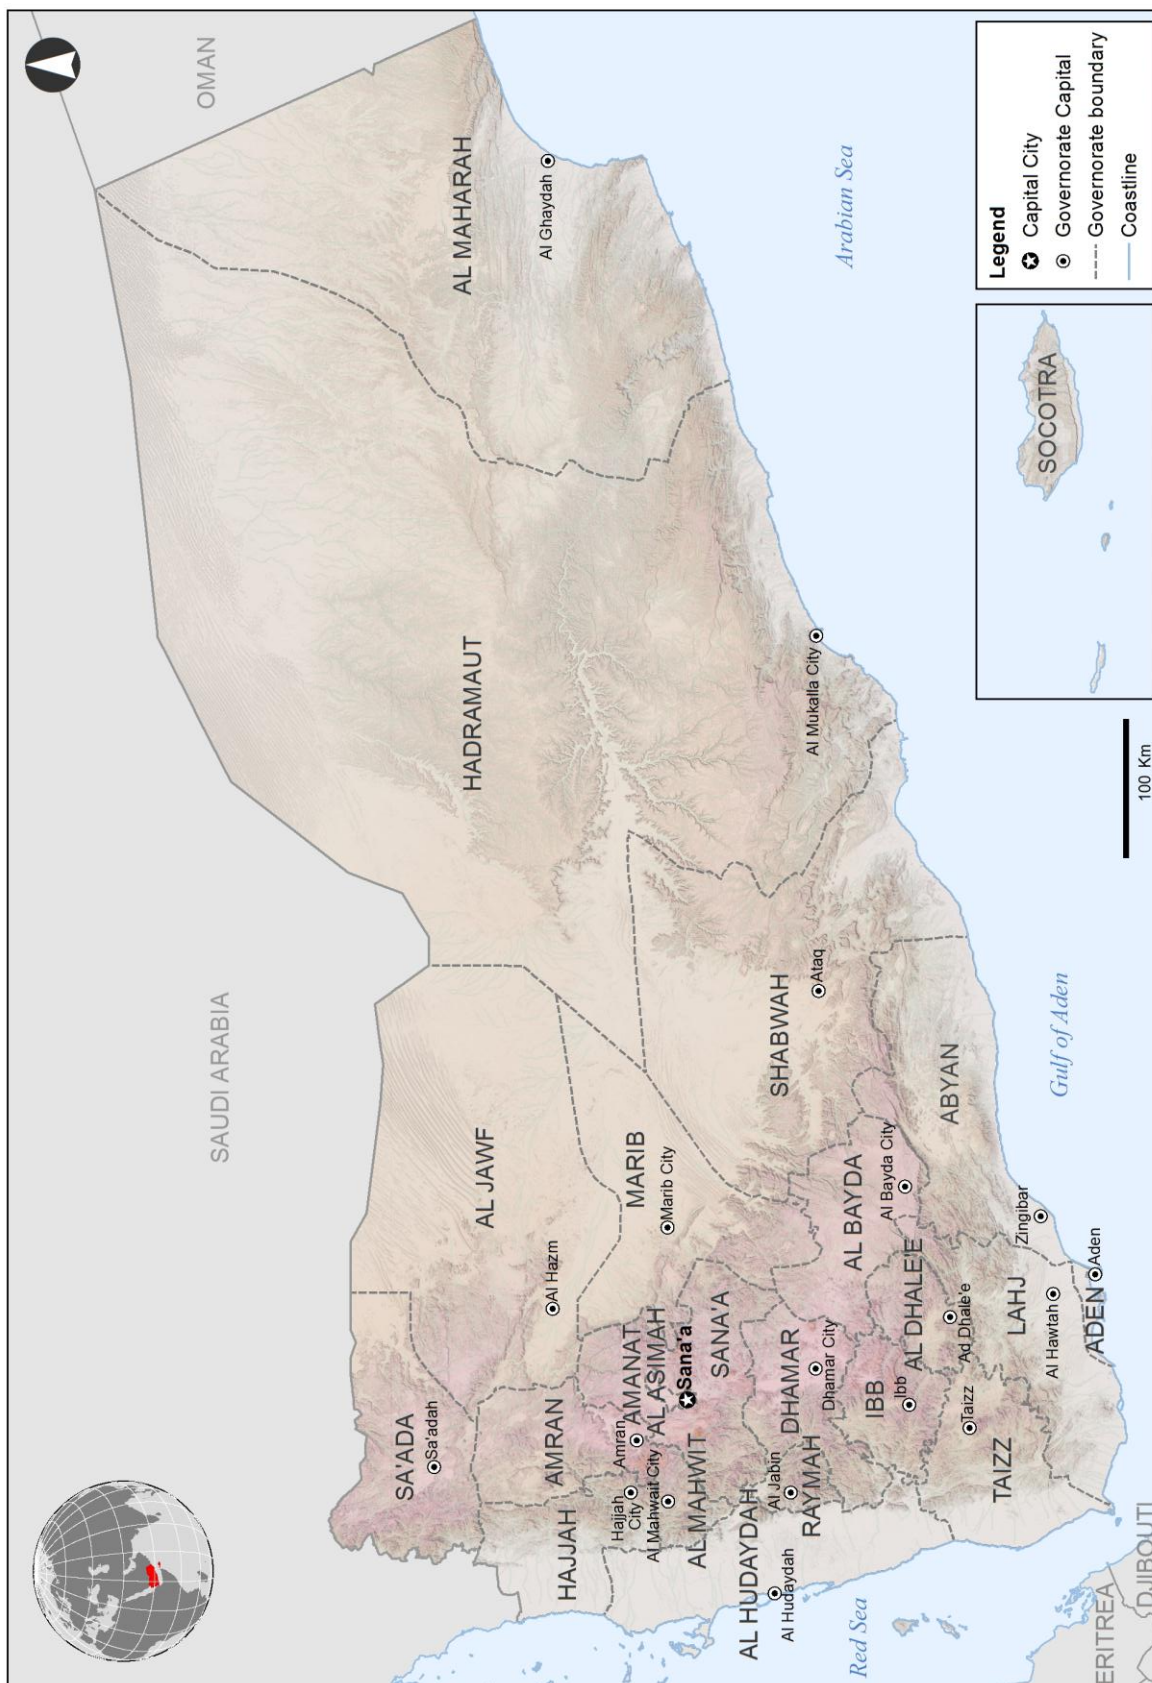 OMAN
SAUDI ARABIA
AL MAHARAH
Al Ghaydah
Arabian Sea
HADRAMAUT
Al Mukalla City
SHABWAH
Ataq
ABYAN
Gulf of Aden
AL JAWF
Al Hazm
MARIB
Marib City
AL BAYDA
Al Bayda City
Zingibar
SA'ADA
Sa'adah
AMRAN
Amran
AMANAT
AL ASIMAH
Sana'a
SANA'A
HAJJAH
Hajjah
City
Al Mahwait City
AL MAHWIT
DHAMAR
Dhamar City
AL HUDAYDAH
Al Hudaydah
Al Jabin
RAYMAH
IBB
Ibb
AL DHALE'E
Ad Dhale'e
LAHJ
Al Hawtah
ADEN
Aden
Taizz
TAIZZ
Red Sea
ERITREA
DJIBOUTI
SOCOTRA
100 Km
Legend
Capital City
Governorate Capital
Governorate boundary
Coastline